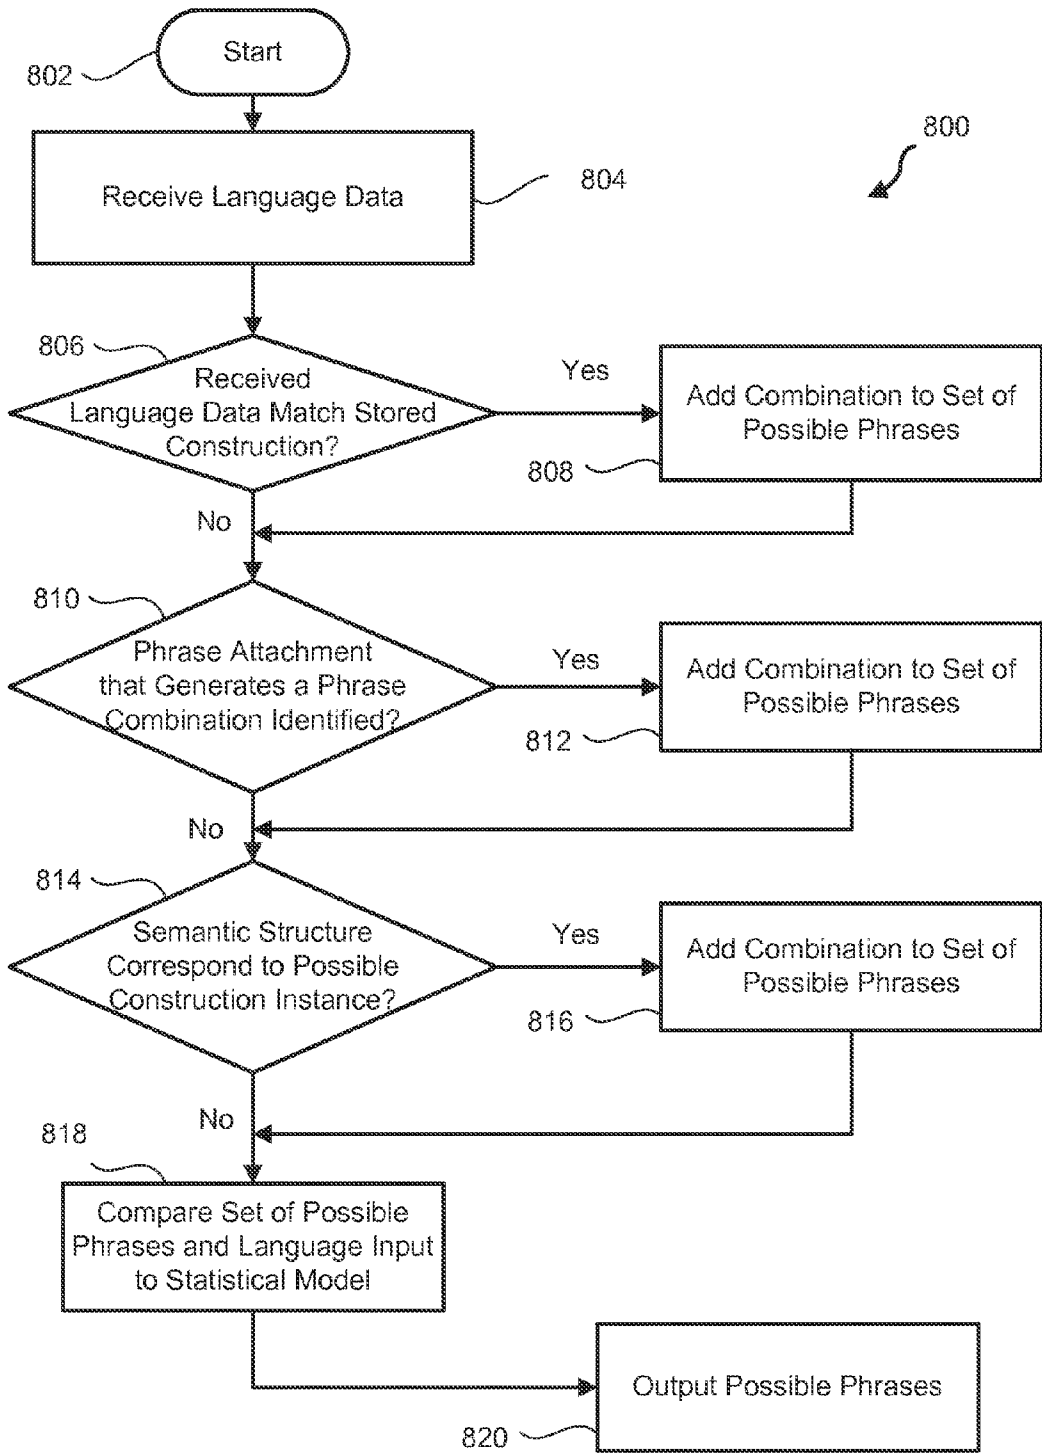 Start
802
800
Receive Language Data
804
806
Received
Language Data Match Stored
Construction?
Yes
Add Combination to Set of
Possible Phrases
808
No
810
Phrase Attachment
that Generates a Phrase
Combination Identified?
Yes
Add Combination to Set of
Possible Phrases
812
No
814
Semantic Structure
Correspond to Possible
Construction Instance?
Yes
Add Combination to Set of
Possible Phrases
816
No
818
Compare Set of Possible
Phrases and Language Input
to Statistical Model
Output Possible Phrases
820